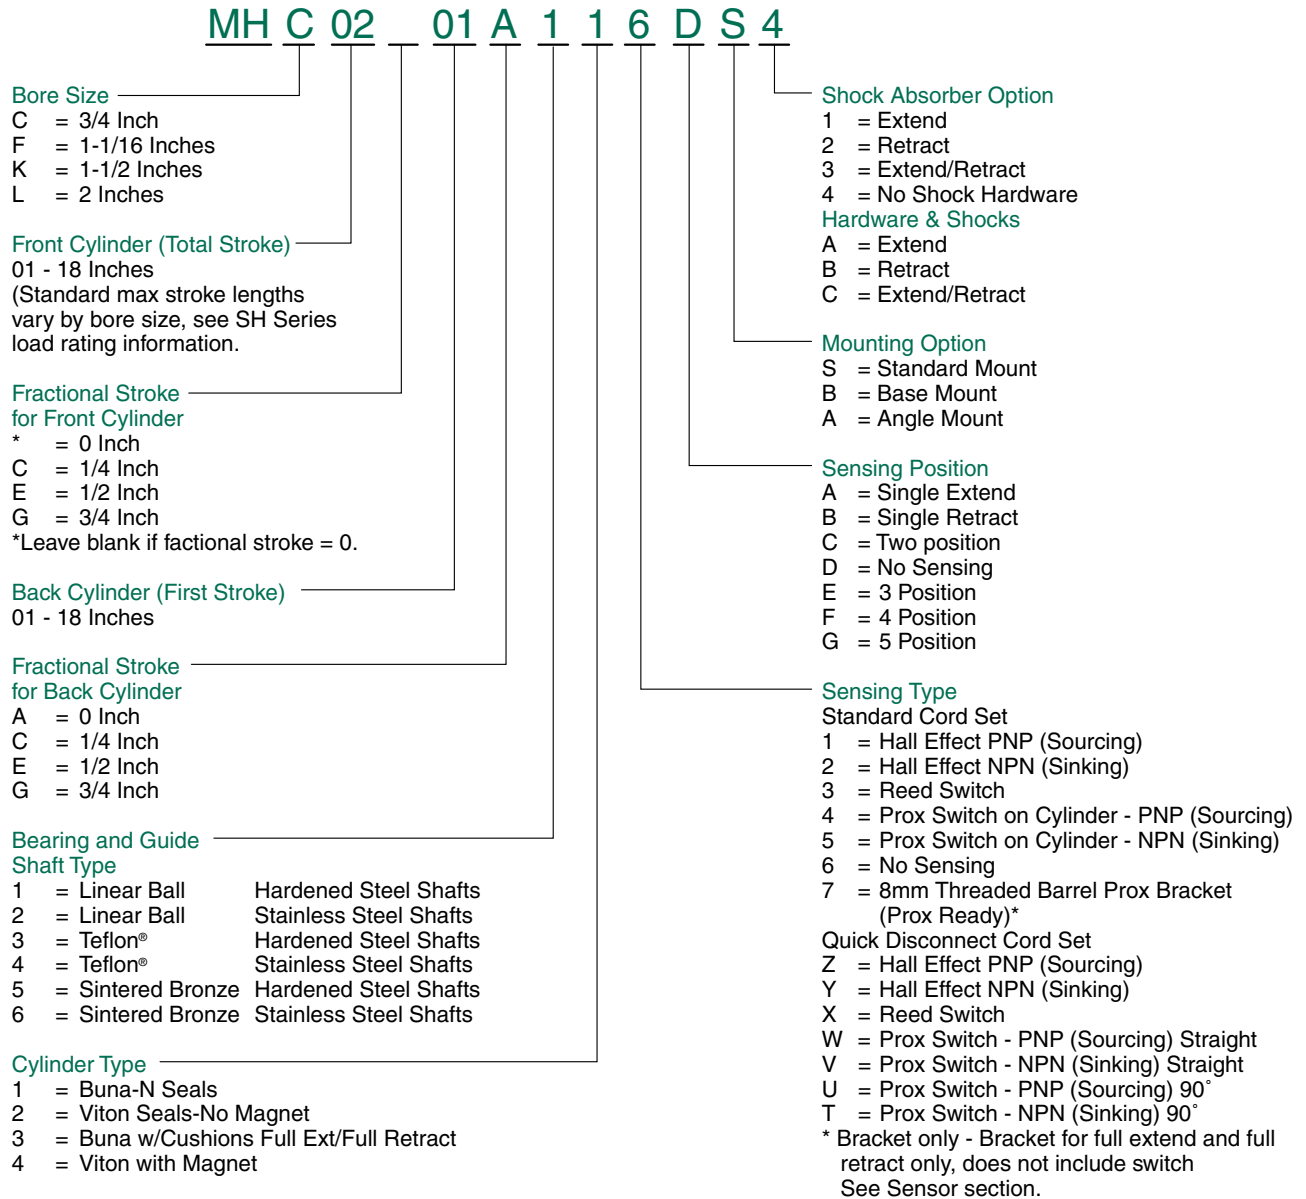 MH C 02 _ 01 A 1 1 6 D S 4
Bore Size
C = 3/4 Inch
F = 1-1/16 Inches
K = 1-1/2 Inches
L = 2 Inches
Front Cylinder (Total Stroke)
01 - 18 Inches
(Standard max stroke lengths
vary by bore size, see SH Series
load rating information.
Fractional Stroke
for Front Cylinder
* = 0 Inch
C = 1/4 Inch
E = 1/2 Inch
G = 3/4 Inch
*Leave blank if factional stroke = 0.
Back Cylinder (First Stroke)
01 - 18 Inches
Fractional Stroke
for Back Cylinder
A = 0 Inch
C = 1/4 Inch
E = 1/2 Inch
G = 3/4 Inch
Bearing and Guide
Shaft Type
1 = Linear Ball Hardened Steel Shafts
2 = Linear Ball Stainless Steel Shafts
3 = Teflon® Hardened Steel Shafts
4 = Teflon® Stainless Steel Shafts
5 = Sintered Bronze Hardened Steel Shafts
6 = Sintered Bronze Stainless Steel Shafts
Cylinder Type
1 = Buna-N Seals
2 = Viton Seals-No Magnet
3 = Buna w/Cushions Full Ext/Full Retract
4 = Viton with Magnet
Shock Absorber Option
1 = Extend
2 = Retract
3 = Extend/Retract
4 = No Shock Hardware
Hardware & Shocks
A = Extend
B = Retract
C = Extend/Retract
Mounting Option
S = Standard Mount
B = Base Mount
A = Angle Mount
Sensing Position
A = Single Extend
B = Single Retract
C = Two position
D = No Sensing
E = 3 Position
F = 4 Position
G = 5 Position
Sensing Type
Standard Cord Set
1 = Hall Effect PNP (Sourcing)
2 = Hall Effect NPN (Sinking)
3 = Reed Switch
4 = Prox Switch on Cylinder - PNP (Sourcing)
5 = Prox Switch on Cylinder - NPN (Sinking)
6 = No Sensing
7 = 8mm Threaded Barrel Prox Bracket
(Prox Ready)*
Quick Disconnect Cord Set
Z = Hall Effect PNP (Sourcing)
Y = Hall Effect NPN (Sinking)
X = Reed Switch
W = Prox Switch - PNP (Sourcing) Straight
V = Prox Switch - NPN (Sinking) Straight
U = Prox Switch - PNP (Sourcing) 90˚
T = Prox Switch - NPN (Sinking) 90˚
* Bracket only - Bracket for full extend and full
retract only, does not include switch
See Sensor section.